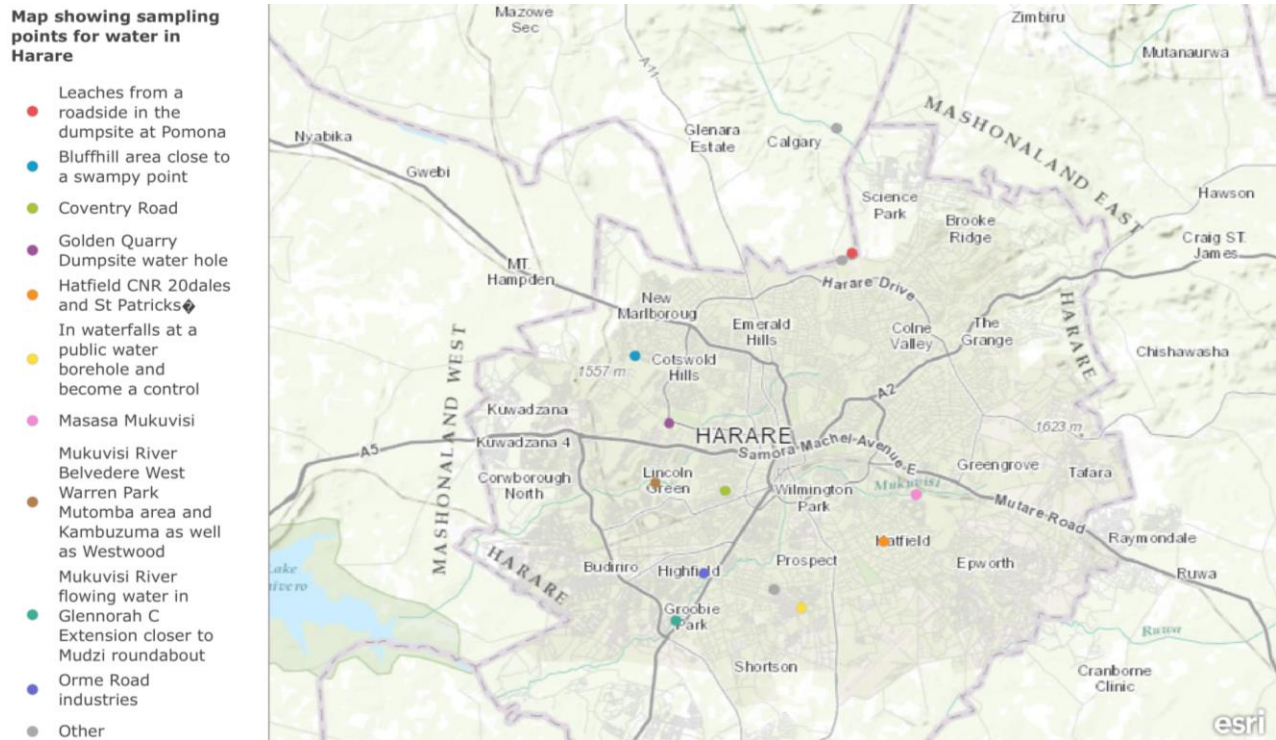 Map showing sampling
points for water in
Harare
Leaches from a
roadside in the
dumpsite at Pomona
Bluffhill area close to
a swampy point
Coventry Road
Golden Quarry
Dumpsite water hole
Hatfield CNR 20dales
and St Patricks�
In waterfalls at a
public water
borehole and
become a control
Masasa Mukuvisi
Mukuvisi River
Belvedere West
Warren Park
Mutomba area and
Kambuzuma as well
as Westwood
Mukuvisi River
flowing water in
Glennorah C
Extension closer to
Mudzi roundabout
Orme Road
industries
Other
Mazowe
Sec
Zimbiru
Mutanaurwa
A11
MASHONALAND EAST
Nyabika
Glenara
Estate
Calgary
Gwebi
Science
Park
Hawson
Brooke
Ridge
Craig ST.
James
MT.
Hampden
Harare-Drive
New
Marlboroug
Emerald
Hills
Colne
Valley
The
Grange
HARARE
Chishawasha
1557 m
Cotswold
Hills
MASHONALAND WEST
A2
Kuwadzana
Kuwadzana 4
HARARE
1623 m
A5
Samora-Machel-Avenue-E
Corwborough
North
Lincoln
Green
Greengrove
Tafara
Wilmington
Park
Mukuvisi
Mutare-Road
Hatfield
Raymondale
HARARE
Budiriro
Highfield
Prospect
Epworth
Ruwa
Lake
Groobie
Park
Ruwa
Shortson
Cranborne
Clinic
esri